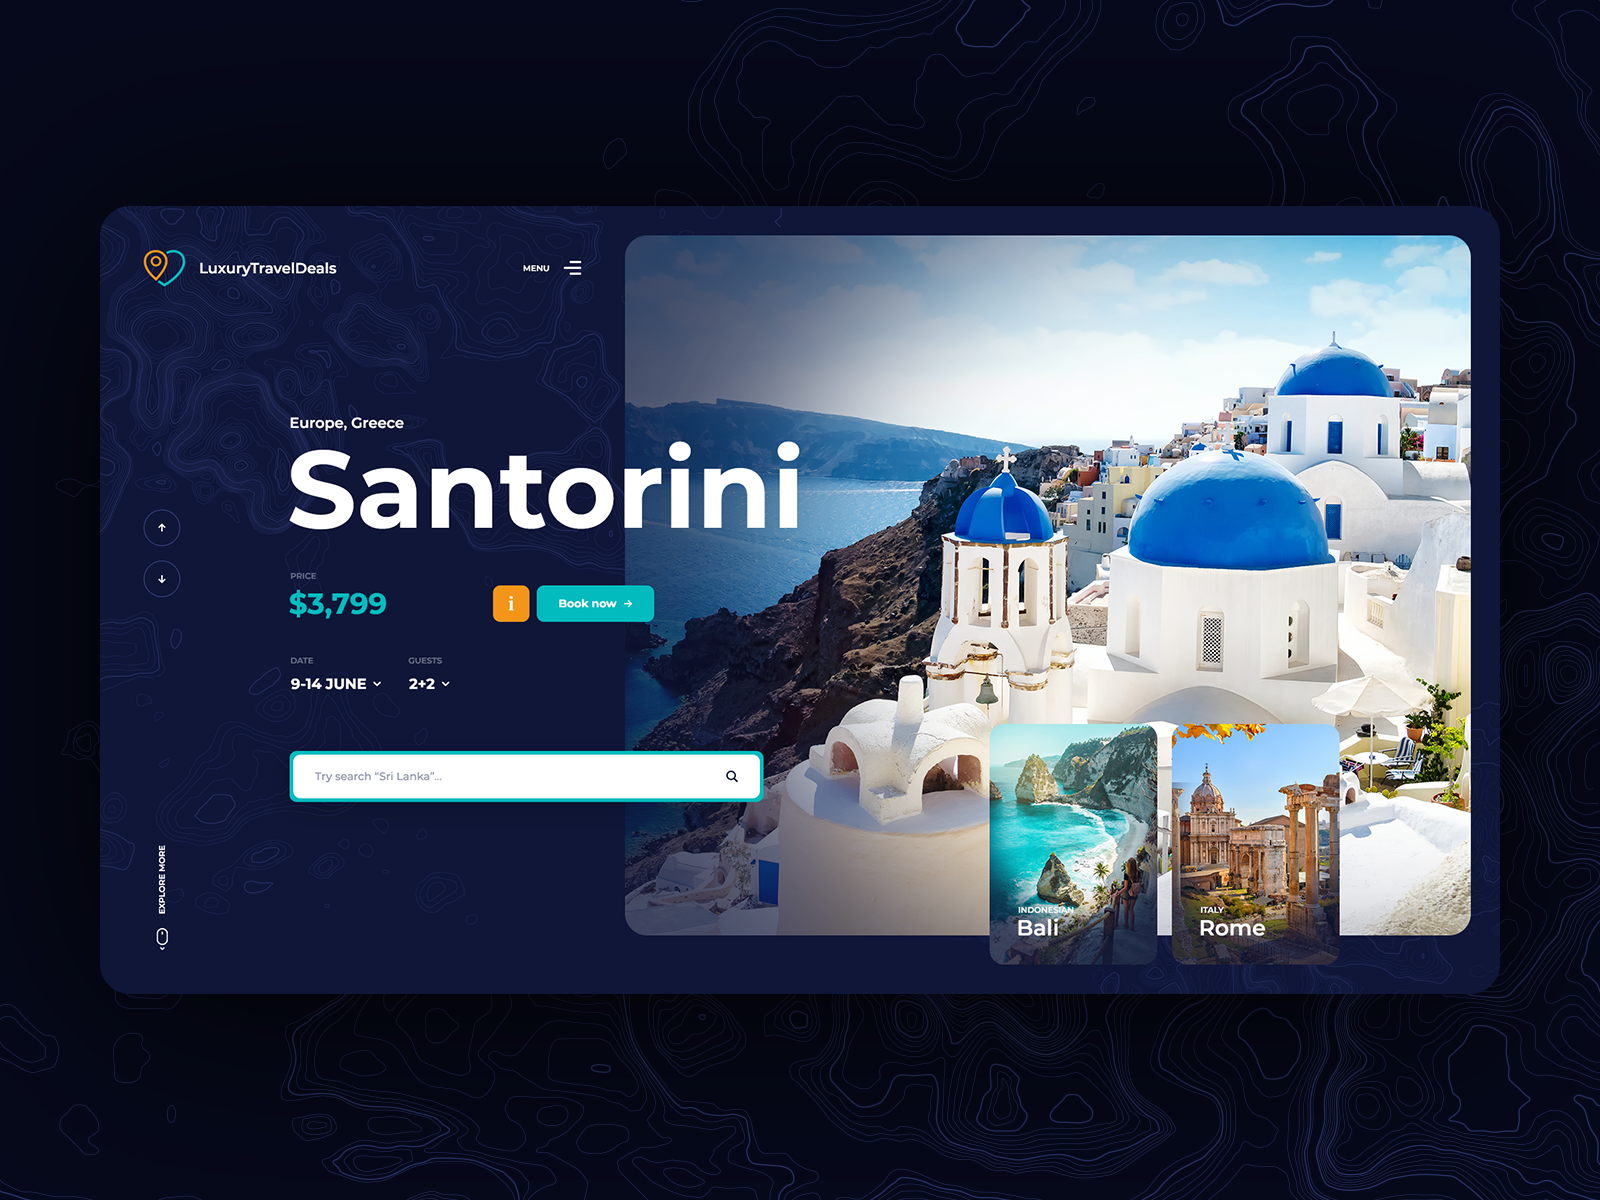 LuxuryTravelDeals
MENU
Europe, Greece
Santorini
PRICE
$3,799
i
Book now →
DATE
GUESTS
9-14 JUNE
2+2
Try search “Sri Lanka”...
EXPLORE MORE
INDONESIAN
Bali
ITALY
Rome